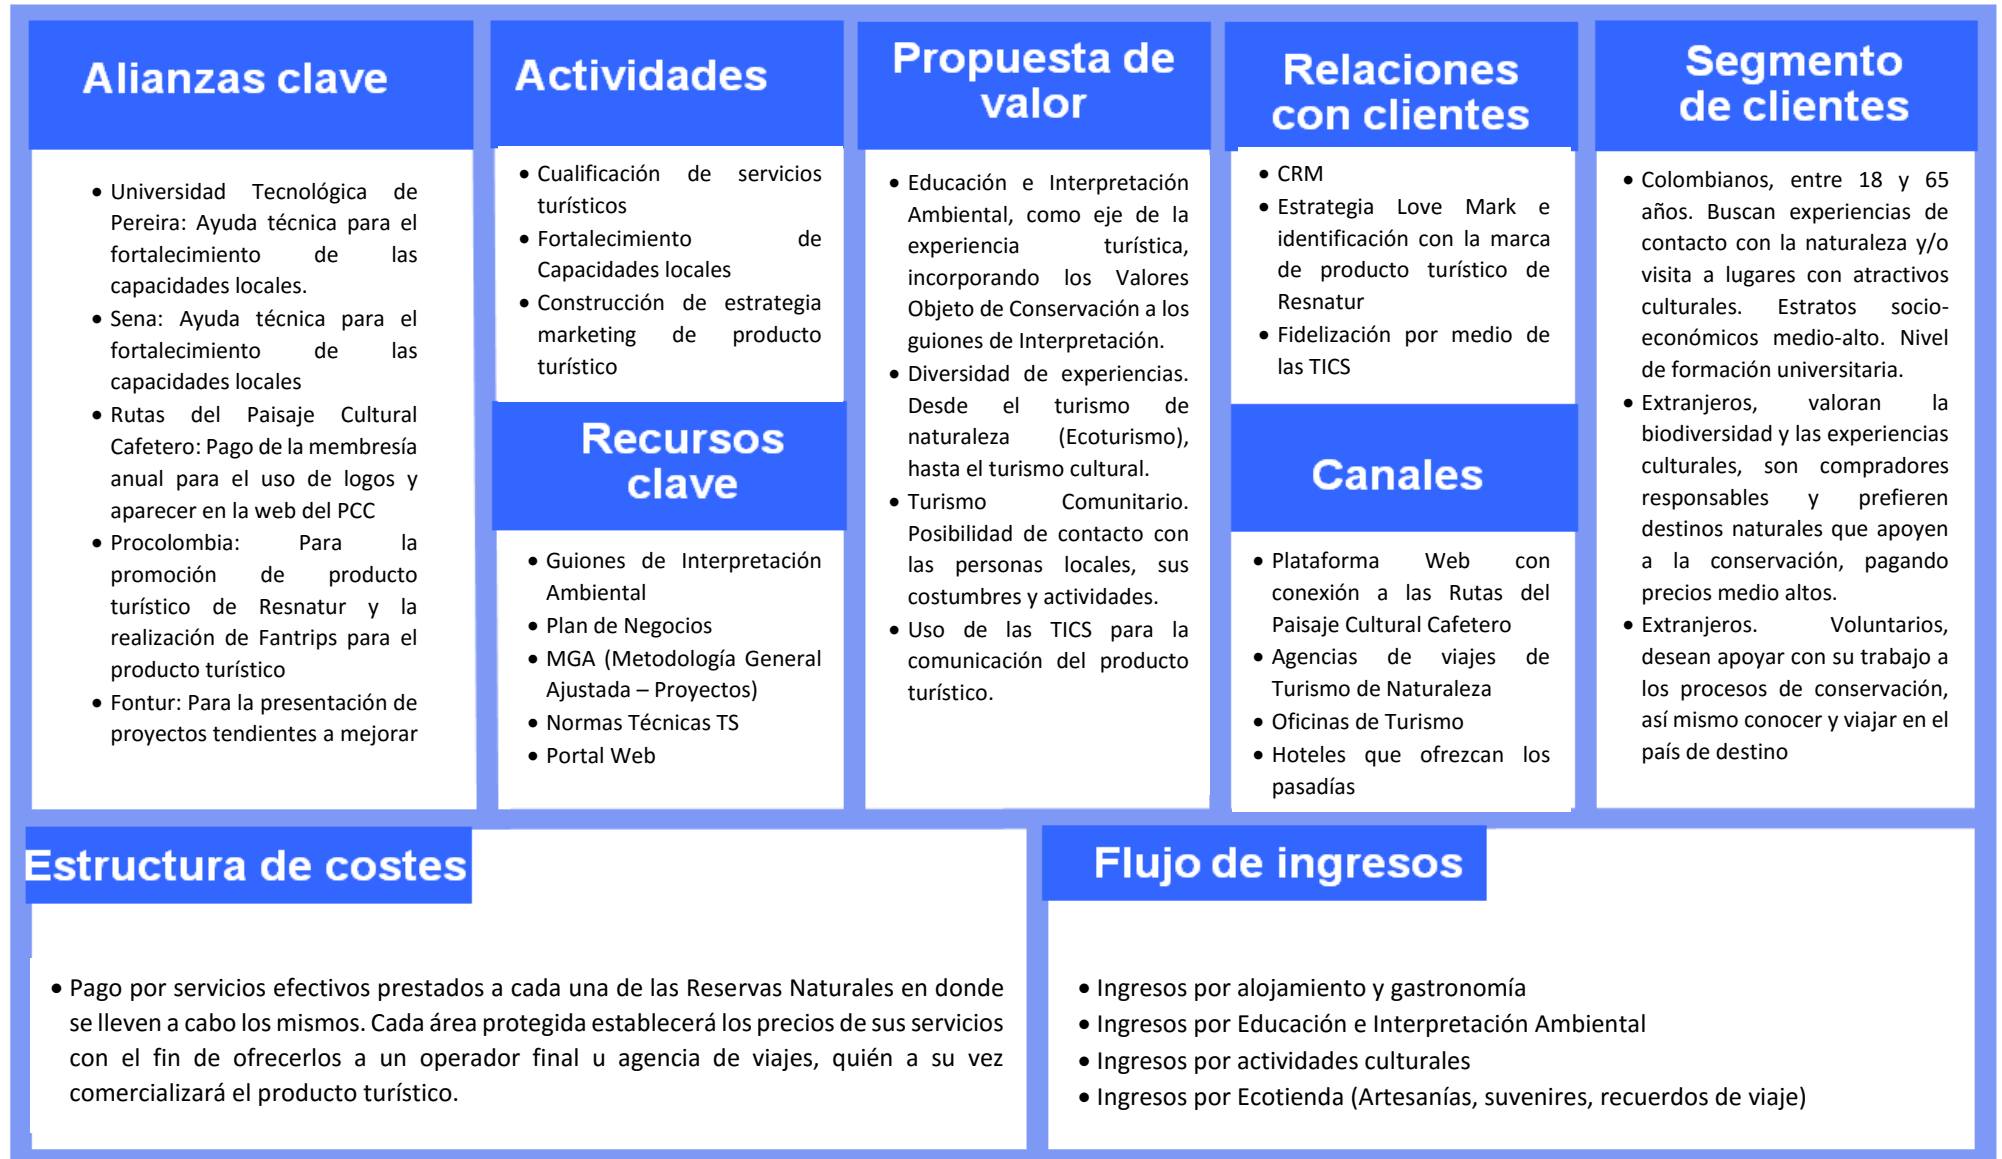 Alianzas clave
Universidad Tecnológica de
Pereira: Ayuda técnica para el
fortalecimiento de las
capacidades locales.
Sena: Ayuda técnica para el
fortalecimiento de las
capacidades locales
Rutas del Paisaje Cultural
Cafetero: Pago de la membresía
anual para el uso de logos y
aparecer en la web del PCC
Procolombia: Para la
promoción de producto
turístico de Resnatur y la
realización de Fantrips para el
producto turístico
Fontur: Para la presentación de
proyectos tendientes a mejorar
Actividades
Cualificación de servicios
turísticos
Fortalecimiento de
Capacidades locales
Construcción de estrategia
marketing de producto
turístico
Recursos
clave
Guiones de Interpretación
Ambiental
Plan de Negocios
MGA (Metodología General
Ajustada – Proyectos)
Normas Técnicas TS
Portal Web
Propuesta de
valor
Educación e Interpretación
Ambiental, como eje de la
experiencia turística,
incorporando los Valores
Objeto de Conservación a los
guiones de Interpretación.
Diversidad de experiencias.
Desde el turismo de
naturaleza (Ecoturismo),
hasta el turismo cultural.
Turismo Comunitario.
Posibilidad de contacto con
las personas locales, sus
costumbres y actividades.
Uso de las TICS para la
comunicación del producto
turístico.
Relaciones
con clientes
CRM
Estrategia Love Mark e
identificación con la marca
de producto turístico de
Resnatur
Fidelización por medio de
las TICS
Canales
Plataforma Web con
conexión a las Rutas del
Paisaje Cultural Cafetero
Agencias de viajes de
Turismo de Naturaleza
Oficinas de Turismo
Hoteles que ofrezcan los
pasadías
Segmento
de clientes
Colombianos, entre 18 y 65
años. Buscan experiencias de
contacto con la naturaleza y/o
visita a lugares con atractivos
culturales. Estratos socio-
económicos medio-alto. Nivel
de formación universitaria.
Extranjeros, valoran la
biodiversidad y las experiencias
culturales, son compradores
responsables y prefieren
destinos naturales que apoyen
a la conservación, pagando
precios medio altos.
Extranjeros. Voluntarios,
desean apoyar con su trabajo a
los procesos de conservación,
así mismo conocer y viajar en el
país de destino
Estructura de costes
Pago por servicios efectivos prestados a cada una de las Reservas Naturales en donde
se lleven a cabo los mismos. Cada área protegida establecerá los precios de sus servicios
con el fin de ofrecerlos a un operador final u agencia de viajes, quién a su vez
comercializará el producto turístico.
Flujo de ingresos
Ingresos por alojamiento y gastronomía
Ingresos por Educación e Interpretación Ambiental
Ingresos por actividades culturales
Ingresos por Ecotienda (Artesanías, suvenires, recuerdos de viaje)